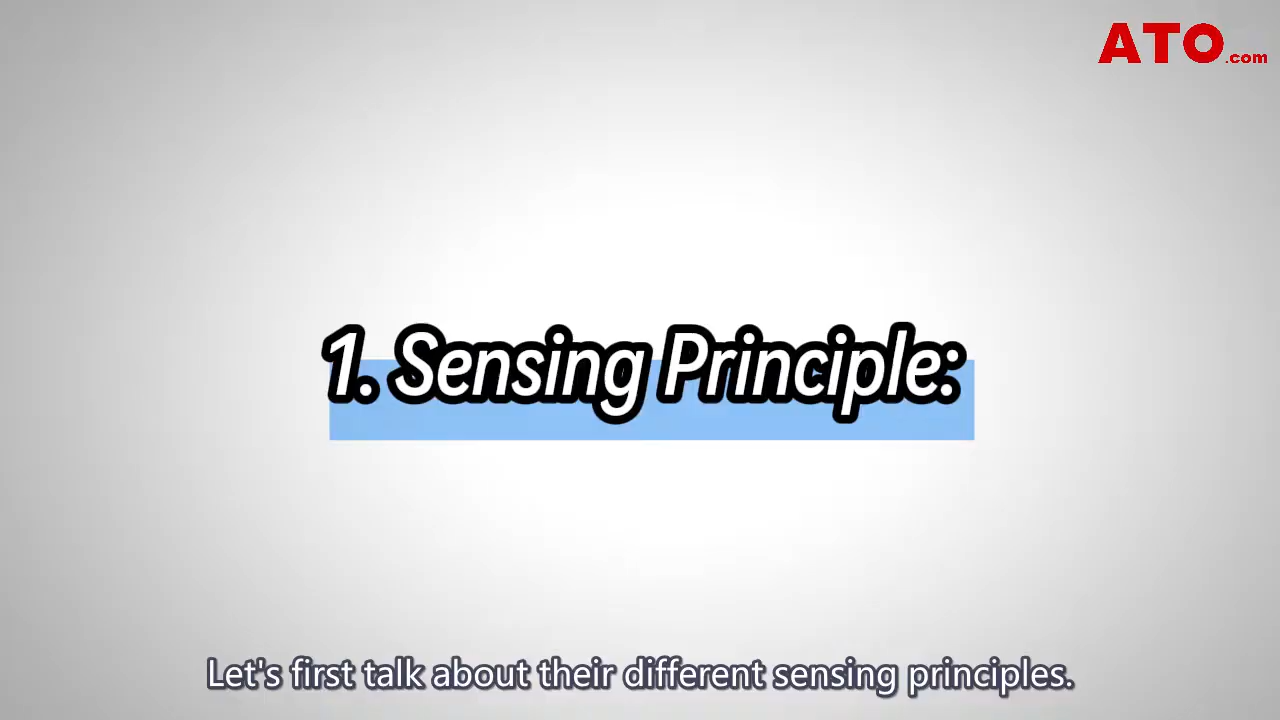 ATO.com
1. Sensing Principle:
Let's first talk about their different sensing principles.